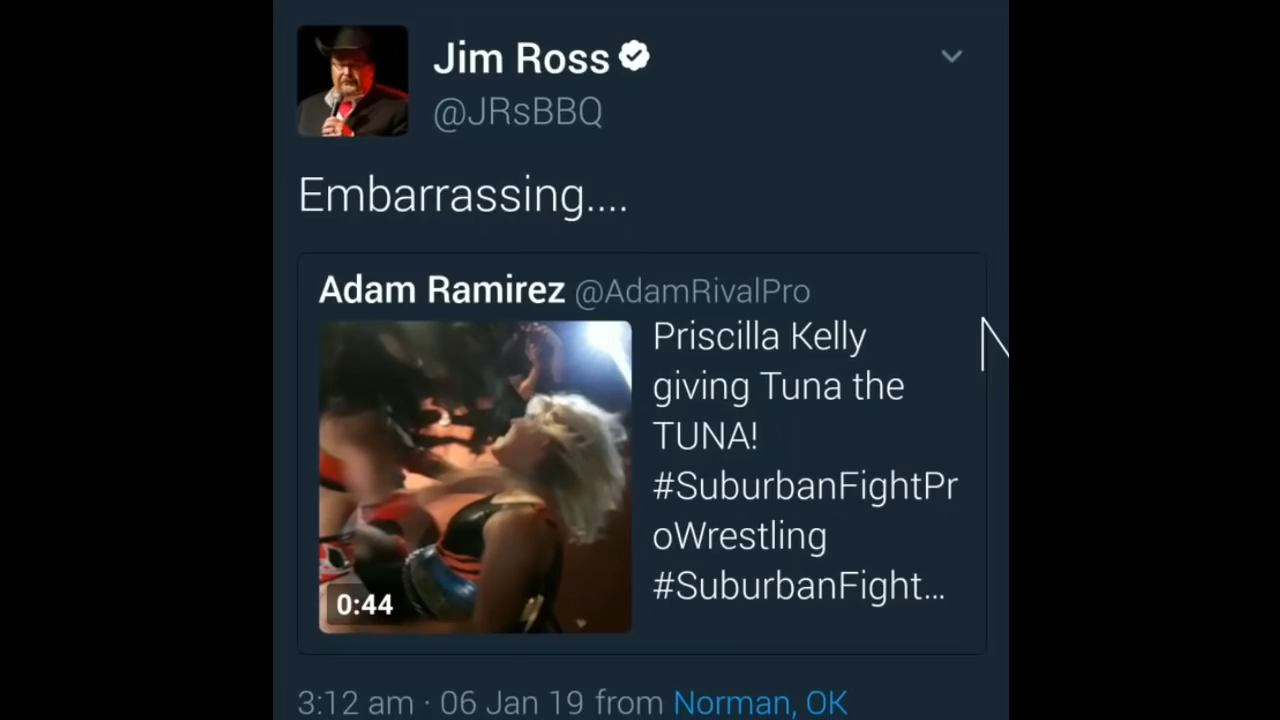 Jim Ross
@JRsBBQ
Embarrassing....
Adam Ramirez @AdamRivalPro
Priscilla Kelly
giving Tuna the
TUNA!
#SuburbanFightPr
oWrestling
#SuburbanFight...
0:44
N
3:12 am · 06 Jan 19 from Norman, OK